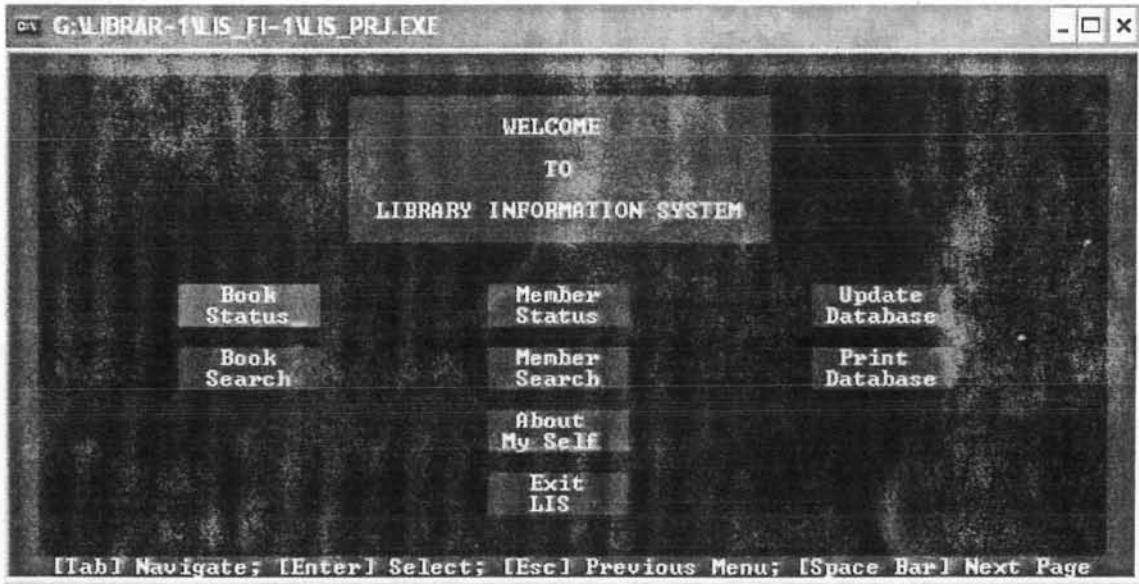 G:\LIBRAR~1\LIS_FI~1\LIS_PRJ.EXE
WELCOME
TO
LIBRARY INFORMATION SYSTEM
Book
Status_
Member
Status
Update
Database
Book
Search
Member
Search
Print
Database
About
My Self
Exit
LIS
[Tab] Navigate; [Enter] Select; [Esc] Previous Menu; [Space Bar] Next Page